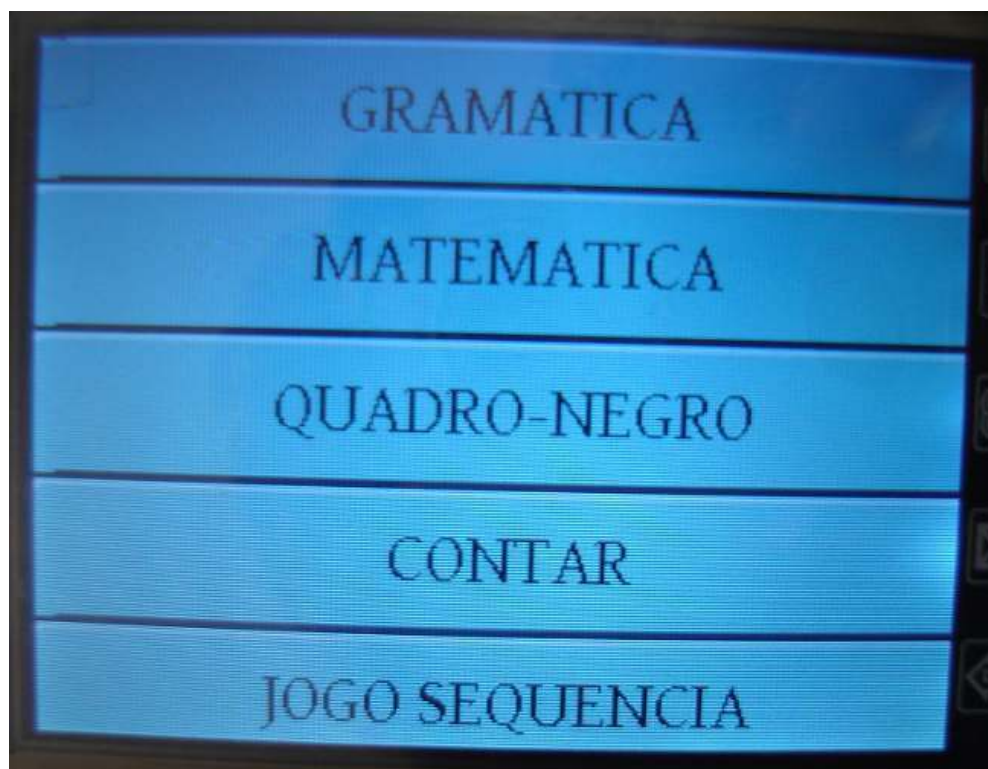 GRAMATICA
MATEMATICA
QUADRO-NEGRO
CONTAR
JOGO SEQUENCIA